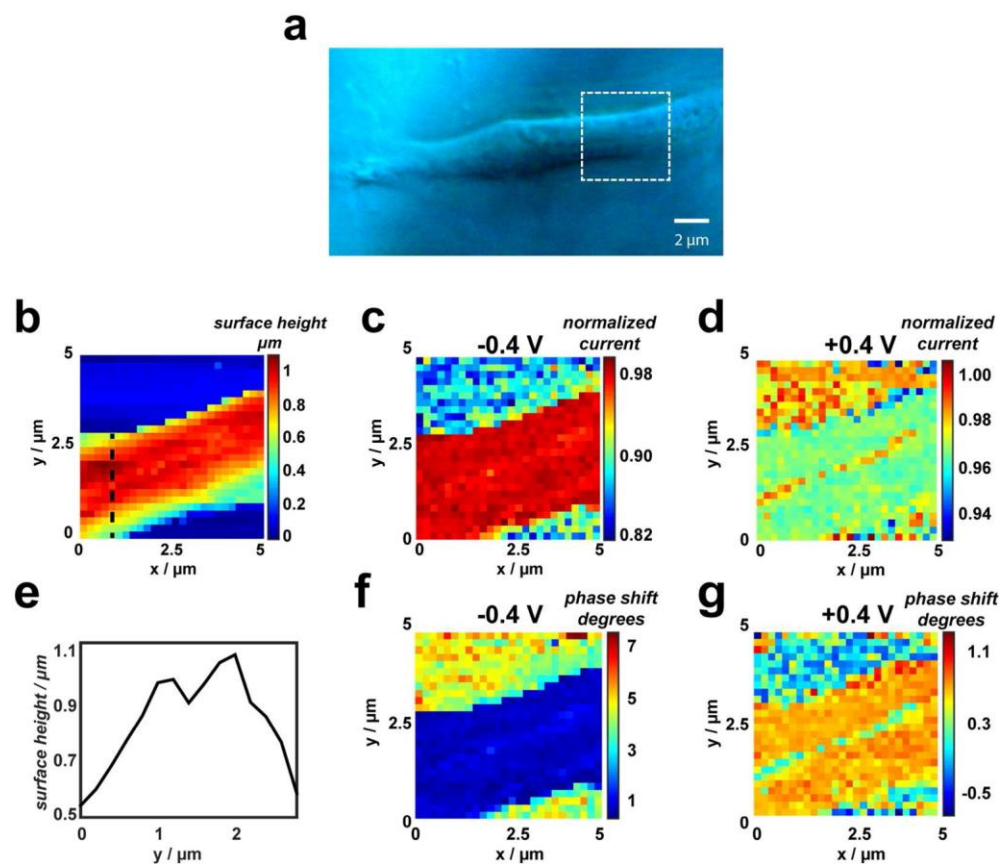 a
2 μm
b
surface height
μm
5
2.5
0
y / μm
0
2.5
5
x / μm
1
0.8
0.6
0.4
0.2
0
c
-0.4 V
normalized
current
5
2.5
0
y / μm
0
2.5
5
x / μm
0.98
0.90
0.82
d
+0.4 V
normalized
current
5
2.5
0
y / μm
0
2.5
5
x / μm
1.00
0.98
0.96
0.94
e
surface height / μm
1.1
0.9
0.7
0.5
0
1
2
y / μm
f
-0.4 V
phase shift
degrees
5
2.5
0
y / μm
0
2.5
5
x / μm
7
5
3
1
g
+0.4 V
phase shift
degrees
5
2.5
0
y / μm
0
2.5
5
x / μm
1.1
0.3
-0.5